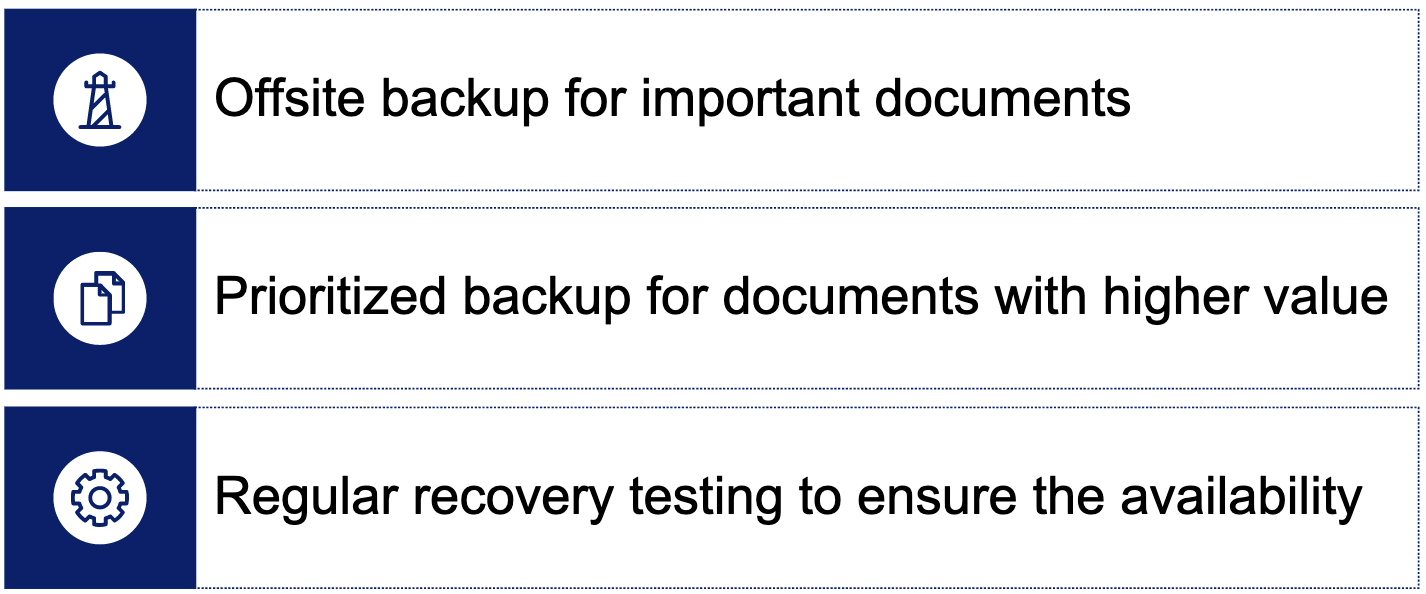 Offsite backup for important documents
Prioritized backup for documents with higher value
Regular recovery testing to ensure the availability